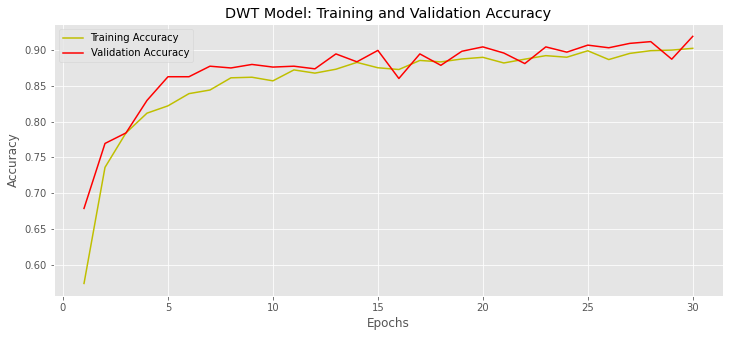 DWT Model: Training and Validation Accuracy
Training Accuracy
Validation Accuracy
0.90
0.85
0.80
0.75
0.70
0.65
0.60
Accuracy
0 5 10 15 20 25 30
Epochs